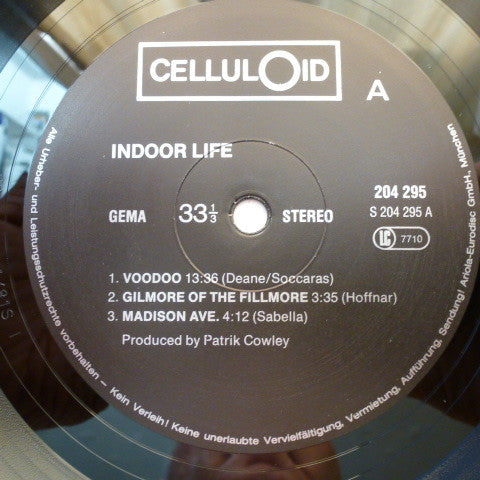 CELLULOID
A
INDOOR LIFE
GEMA 33⅓ STEREO
204 295
S 204 295 A
LC 7710
1. VOODOO 13:36 (Deane/Soccaras)
2. GILMORE OF THE FILLMORE 3:35 (Hoffnar)
3. MADISON AVE. 4:12 (Sabella)
Produced by Patrik Cowley
Alle Urheber- und Leistungsschutzrechte vorbehalten – Kein Verleih! Keine unerlaubte Vervielfältigung, Vermietung, Aufführung, Sendung! Ariola-Eurodisc GmbH., München